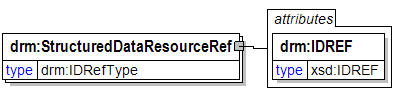 attributes
drm:StructuredDataResourceRef
type drm:IDRefType
drm:IDREF
type xsd:IDREF